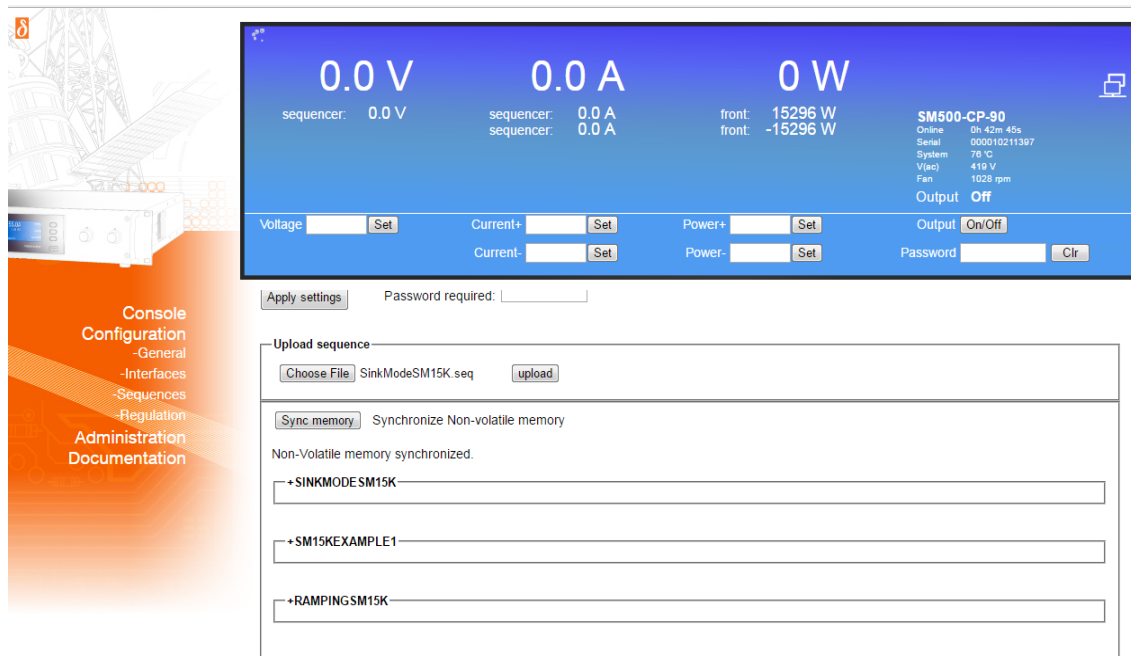 δ
0.0 V 0.0 A 0 W
sequencer: 0.0 V sequencer: 0.0 A front: 15296 W
sequencer: 0.0 A front: -15296 W
SM500-CP-90
Online 0h 42m 45s
Serial 000010211397
System 76 °C
V(ac) 419 V
Fan 1028 rpm
Output Off
Voltage Set Current+ Set Power+ Set Output On/Off
Current- Set Power- Set Password Clr
Apply settings Password required:
Console
Configuration
-General
-Interfaces
-Sequences
-Regulation
Administration
Documentation
Upload sequence
Choose File SinkModeSM15K.seq upload
Sync memory Synchronize Non-volatile memory
Non-Volatile memory synchronized.
+SINKMODESM15K
+SM15KEXAMPLE1
+RAMPINGSM15K